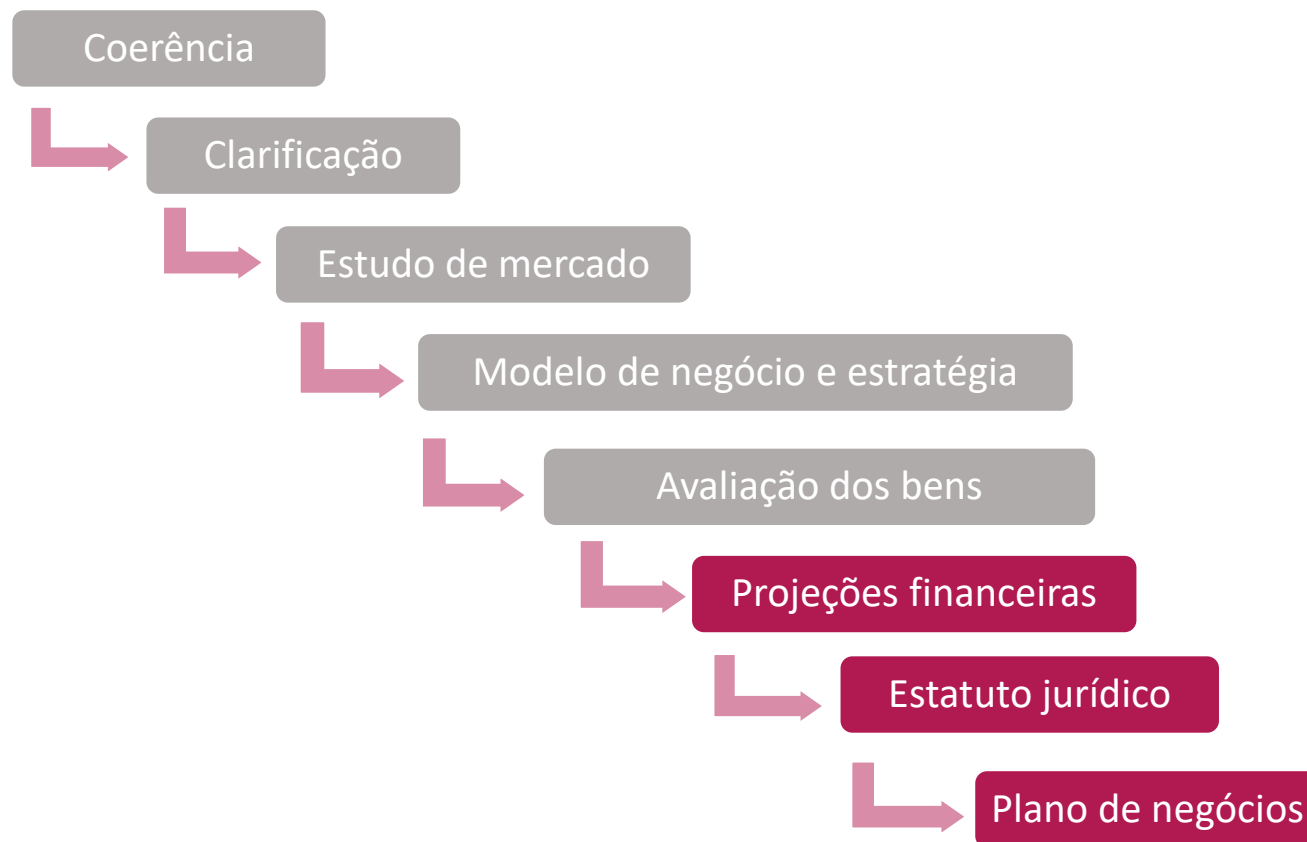 Coerência
Clarificação
Estudo de mercado
Modelo de negócio e estratégia
Avaliação dos bens
Projeções financeiras
Estatuto jurídico
Plano de negócios